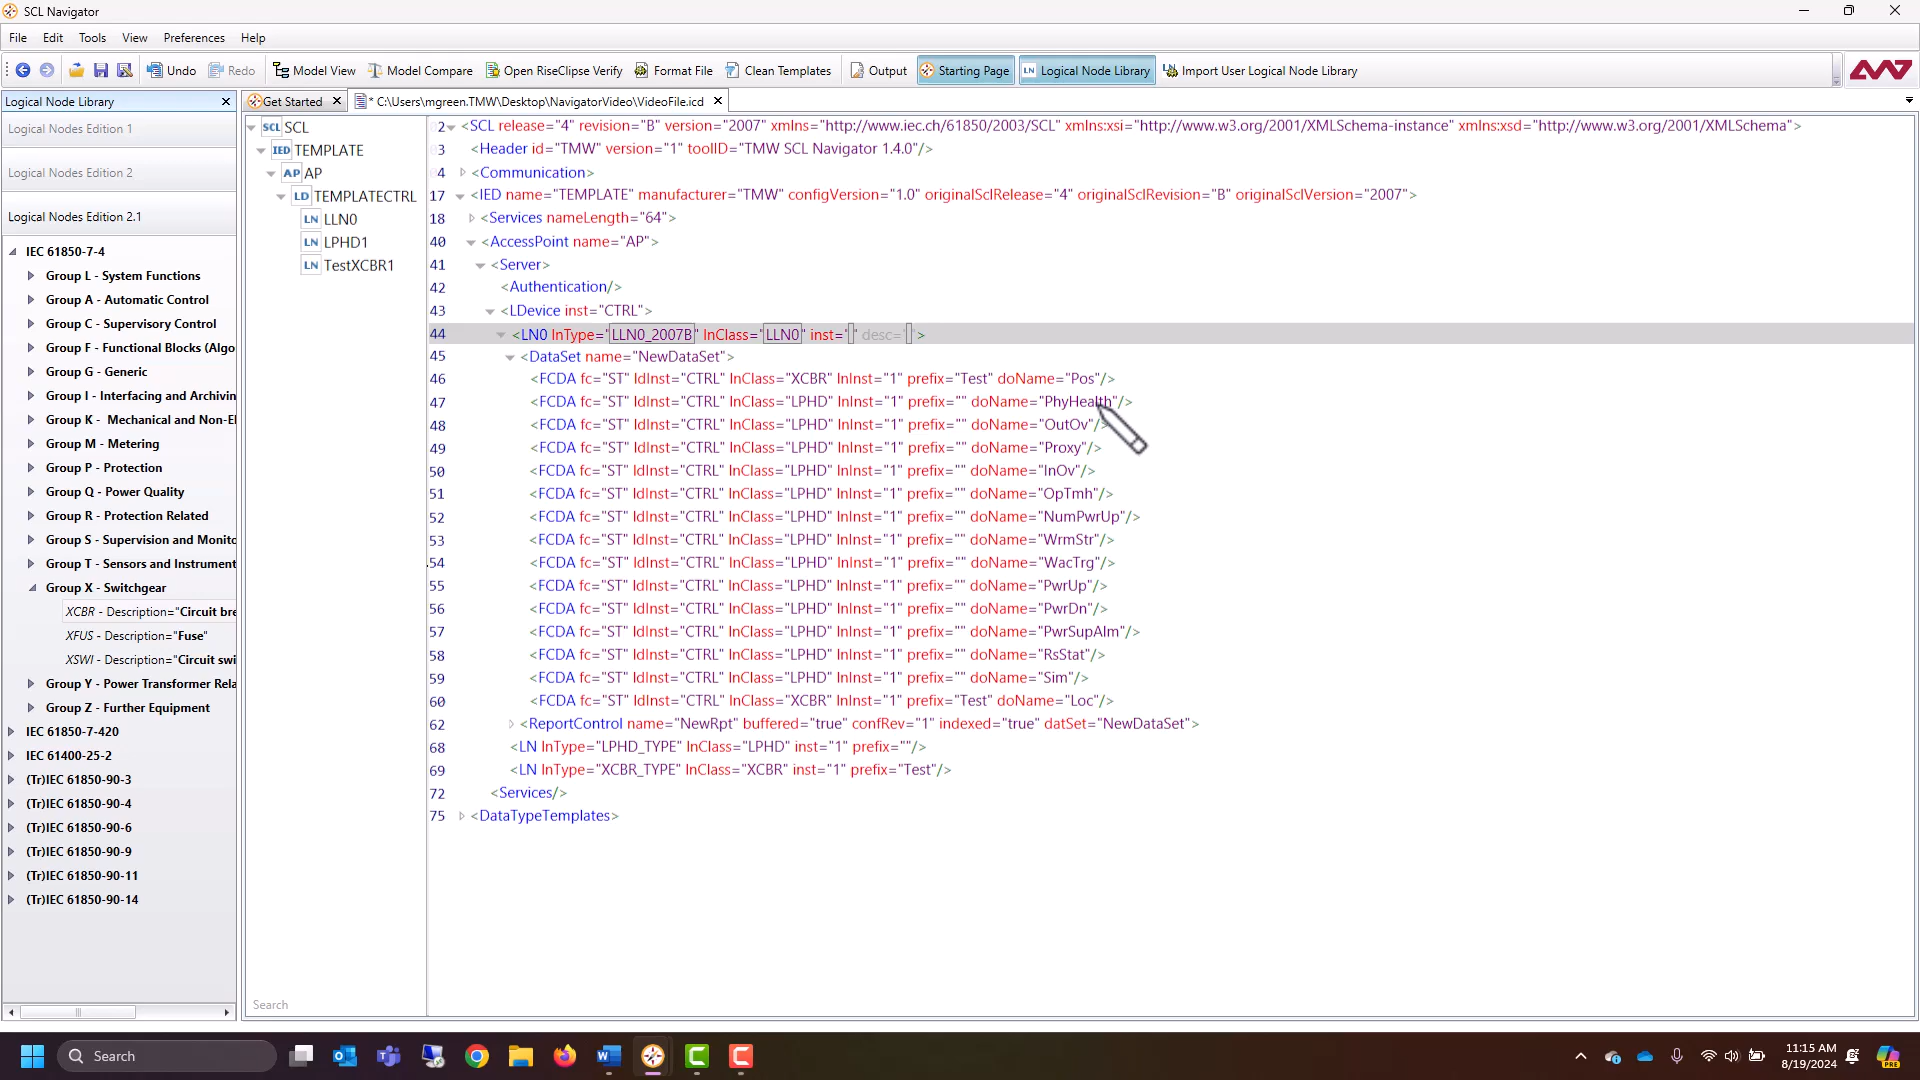 SCL Navigator
File Edit Tools View Preferences Help
Undo Redo Model View Model Compare Open RiseClipse Verify Format File Clean Templates Output Starting Page LN Logical Node Library Import User Logical Node Library
Logical Node Library
Logical Nodes Edition 1
Logical Nodes Edition 2
Logical Nodes Edition 2.1
IEC 61850-7-4
Group L - System Functions
Group A - Automatic Control
Group C - Supervisory Control
Group F - Functional Blocks (Algo
Group G - Generic
Group I - Interfacing and Archivin
Group K - Mechanical and Non-El
Group M - Metering
Group P - Protection
Group Q - Power Quality
Group R - Protection Related
Group S - Supervision and Monito
Group T - Sensors and Instrument
Group X - Switchgear
XCBR - Description="Circuit bre
XFUS - Description="Fuse"
XSWI - Description="Circuit swi
Group Y - Power Transformer Rela
Group Z - Further Equipment
IEC 61850-7-420
IEC 61400-25-2
(Tr)IEC 61850-90-3
(Tr)IEC 61850-90-4
(Tr)IEC 61850-90-6
(Tr)IEC 61850-90-9
(Tr)IEC 61850-90-11
(Tr)IEC 61850-90-14
Get Started * C:\Users\mgreen.TMW\Desktop\NavigatorVideo\VideoFile.icd
SCL SCL
IED TEMPLATE
AP AP
LD TEMPLATECTRL
LN LLN0
LN LPHD1
LN TestXCBR1
Search
2 <SCL release="4" revision="B" version="2007" xmlns="http://www.iec.ch/61850/2003/SCL" xmlns:xsi="http://www.w3.org/2001/XMLSchema-instance" xmlns:xsd="http://www.w3.org/2001/XMLSchema">
3 <Header id="TMW" version="1" toolID="TMW SCL Navigator 1.4.0"/>
4 <Communication>
17 <IED name="TEMPLATE" manufacturer="TMW" configVersion="1.0" originalSclRelease="4" originalSclRevision="B" originalSclVersion="2007">
18 <Services nameLength="64">
40 <AccessPoint name="AP">
41 <Server>
42 <Authentication/>
43 <LDevice inst="CTRL">
44 <LN0 lnType="LLN0_2007B" lnClass="LLN0" inst="" desc="">
45 <DataSet name="NewDataSet">
46 <FCDA fc="ST" ldInst="CTRL" lnClass="XCBR" lnInst="1" prefix="Test" doName="Pos"/>
47 <FCDA fc="ST" ldInst="CTRL" lnClass="LPHD" lnInst="1" prefix="" doName="PhyHealth"/>
48 <FCDA fc="ST" ldInst="CTRL" lnClass="LPHD" lnInst="1" prefix="" doName="OutOv"/>
49 <FCDA fc="ST" ldInst="CTRL" lnClass="LPHD" lnInst="1" prefix="" doName="Proxy"/>
50 <FCDA fc="ST" ldInst="CTRL" lnClass="LPHD" lnInst="1" prefix="" doName="InOv"/>
51 <FCDA fc="ST" ldInst="CTRL" lnClass="LPHD" lnInst="1" prefix="" doName="OpTmh"/>
52 <FCDA fc="ST" ldInst="CTRL" lnClass="LPHD" lnInst="1" prefix="" doName="NumPwrUp"/>
53 <FCDA fc="ST" ldInst="CTRL" lnClass="LPHD" lnInst="1" prefix="" doName="WrmStr"/>
54 <FCDA fc="ST" ldInst="CTRL" lnClass="LPHD" lnInst="1" prefix="" doName="WacTrg"/>
55 <FCDA fc="ST" ldInst="CTRL" lnClass="LPHD" lnInst="1" prefix="" doName="PwrUp"/>
56 <FCDA fc="ST" ldInst="CTRL" lnClass="LPHD" lnInst="1" prefix="" doName="PwrDn"/>
57 <FCDA fc="ST" ldInst="CTRL" lnClass="LPHD" lnInst="1" prefix="" doName="PwrSupAlm"/>
58 <FCDA fc="ST" ldInst="CTRL" lnClass="LPHD" lnInst="1" prefix="" doName="RsStat"/>
59 <FCDA fc="ST" ldInst="CTRL" lnClass="LPHD" lnInst="1" prefix="" doName="Sim"/>
60 <FCDA fc="ST" ldInst="CTRL" lnClass="XCBR" lnInst="1" prefix="Test" doName="Loc"/>
62 <ReportControl name="NewRpt" buffered="true" confRev="1" indexed="true" datSet="NewDataSet">
68 <LN lnType="LPHD_TYPE" lnClass="LPHD" inst="1" prefix=""/>
69 <LN lnType="XCBR_TYPE" lnClass="XCBR" inst="1" prefix="Test"/>
72 <Services/>
75 <DataTypeTemplates>
Search
11:15 AM
8/19/2024